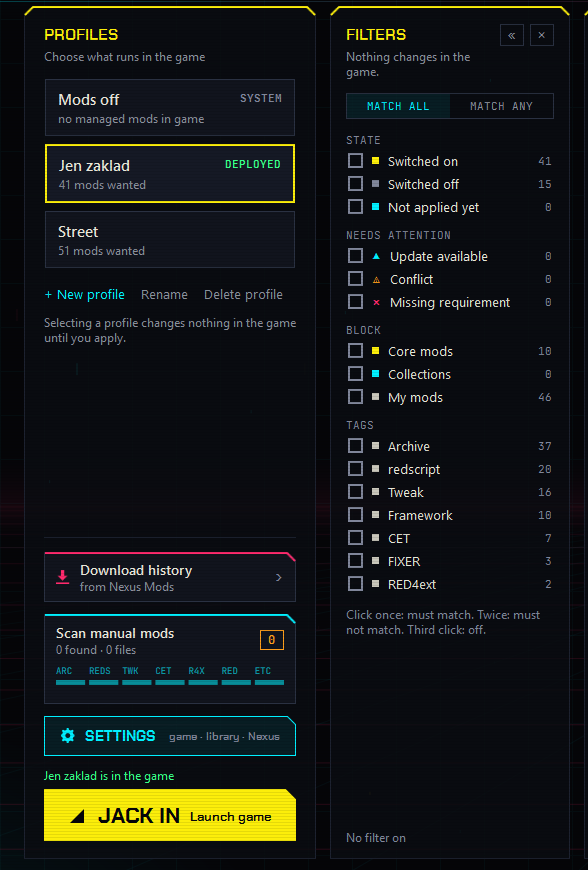 PROFILES
Choose what runs in the game
Mods off
SYSTEM
no managed mods in game
Jen zaklad
DEPLOYED
41 mods wanted
Street
51 mods wanted
+ New profile
Rename
Delete profile
Selecting a profile changes nothing in the game
until you apply.
Download history
from Nexus Mods
Scan manual mods
0 found · 0 files
0
ARC REDS TWK CET R4X RED ETC
SETTINGS game · library · Nexus
Jen zaklad is in the game
JACK IN Launch game
FILTERS
« ×
Nothing changes in the
game.
MATCH ALL
MATCH ANY
STATE
Switched on 41
Switched off 15
Not applied yet 0
NEEDS ATTENTION
Update available 0
Conflict 0
Missing requirement 0
BLOCK
Core mods 10
Collections 0
My mods 46
TAGS
Archive 37
redscript 20
Tweak 16
Framework 10
CET 7
FIXER 3
RED4ext 2
Click once: must match. Twice: must
not match. Third click: off.
No filter on